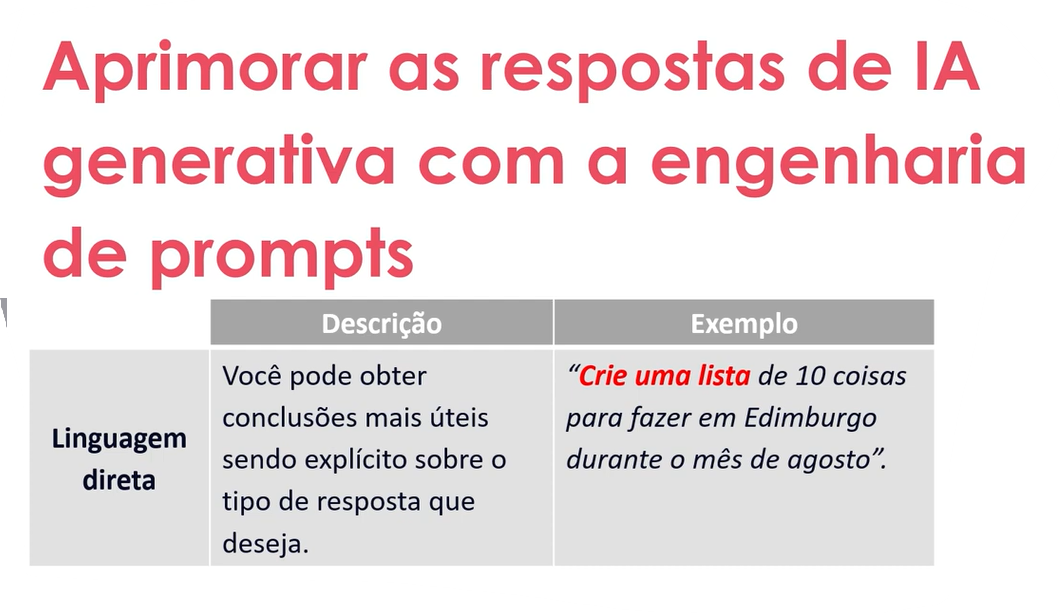 Aprimorar as respostas de IA
generativa com a engenharia
de prompts
Descrição
Exemplo
Linguagem
direta
Você pode obter
conclusões mais úteis
sendo explícito sobre o
tipo de resposta que
deseja.
“Crie uma lista de 10 coisas
para fazer em Edimburgo
durante o mês de agosto”.